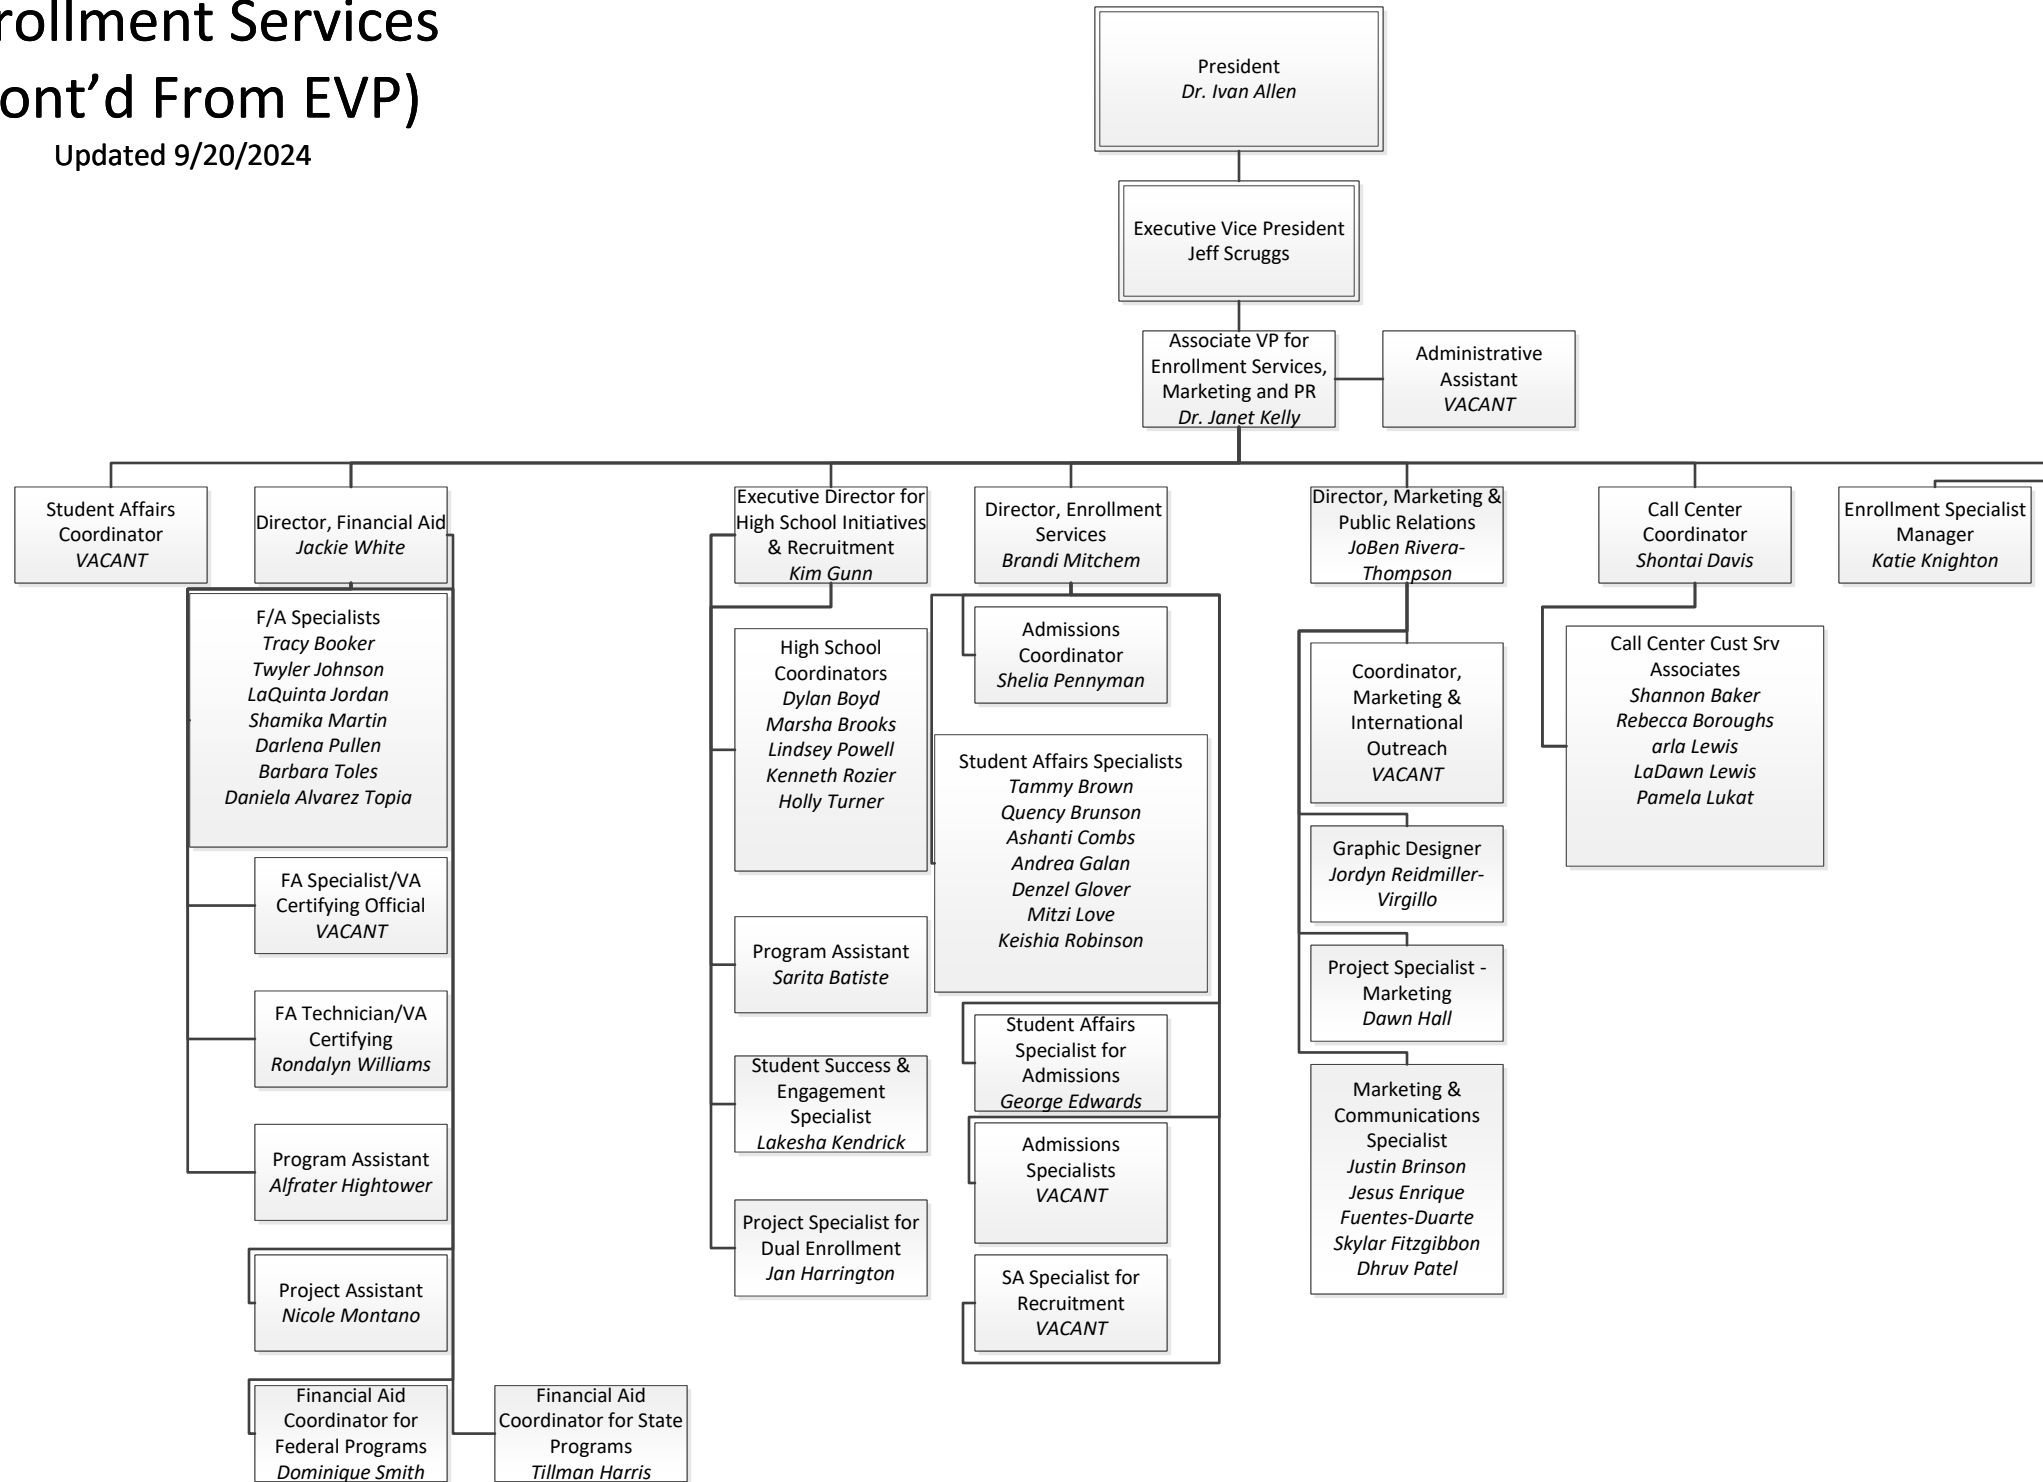 rollment Services
ont’d From EVP)
Updated 9/20/2024
President
Dr. Ivan Allen
Executive Vice President
Jeff Scruggs
Associate VP for
Enrollment Services,
Marketing and PR
Dr. Janet Kelly
Administrative
Assistant
VACANT
Student Affairs
Coordinator
VACANT
Director, Financial Aid
Jackie White
Executive Director for
High School Initiatives
& Recruitment
Kim Gunn
Director, Enrollment
Services
Brandi Mitchem
Director, Marketing &
Public Relations
JoBen Rivera-
Thompson
Call Center
Coordinator
Shontai Davis
Enrollment Specialist
Manager
Katie Knighton
F/A Specialists
Tracy Booker
Twyler Johnson
LaQuinta Jordan
Shamika Martin
Darlena Pullen
Barbara Toles
Daniela Alvarez Topia
FA Specialist/VA
Certifying Official
VACANT
FA Technician/VA
Certifying
Rondalyn Williams
Program Assistant
Alfrater Hightower
Project Assistant
Nicole Montano
Financial Aid
Coordinator for
Federal Programs
Dominique Smith
Financial Aid
Coordinator for State
Programs
Tillman Harris
High School
Coordinators
Dylan Boyd
Marsha Brooks
Lindsey Powell
Kenneth Rozier
Holly Turner
Program Assistant
Sarita Batiste
Student Success &
Engagement
Specialist
Lakesha Kendrick
Project Specialist for
Dual Enrollment
Jan Harrington
Admissions
Coordinator
Shelia Pennyman
Student Affairs Specialists
Tammy Brown
Quency Brunson
Ashanti Combs
Andrea Galan
Denzel Glover
Mitzi Love
Keishia Robinson
Student Affairs
Specialist for
Admissions
George Edwards
Admissions
Specialists
VACANT
SA Specialist for
Recruitment
VACANT
Coordinator,
Marketing &
International
Outreach
VACANT
Graphic Designer
Jordyn Reidmiller-
Virgillo
Project Specialist -
Marketing
Dawn Hall
Marketing &
Communications
Specialist
Justin Brinson
Jesus Enrique
Fuentes-Duarte
Skylar Fitzgibbon
Dhruv Patel
Call Center Cust Srv
Associates
Shannon Baker
Rebecca Boroughs
arla Lewis
LaDawn Lewis
Pamela Lukat